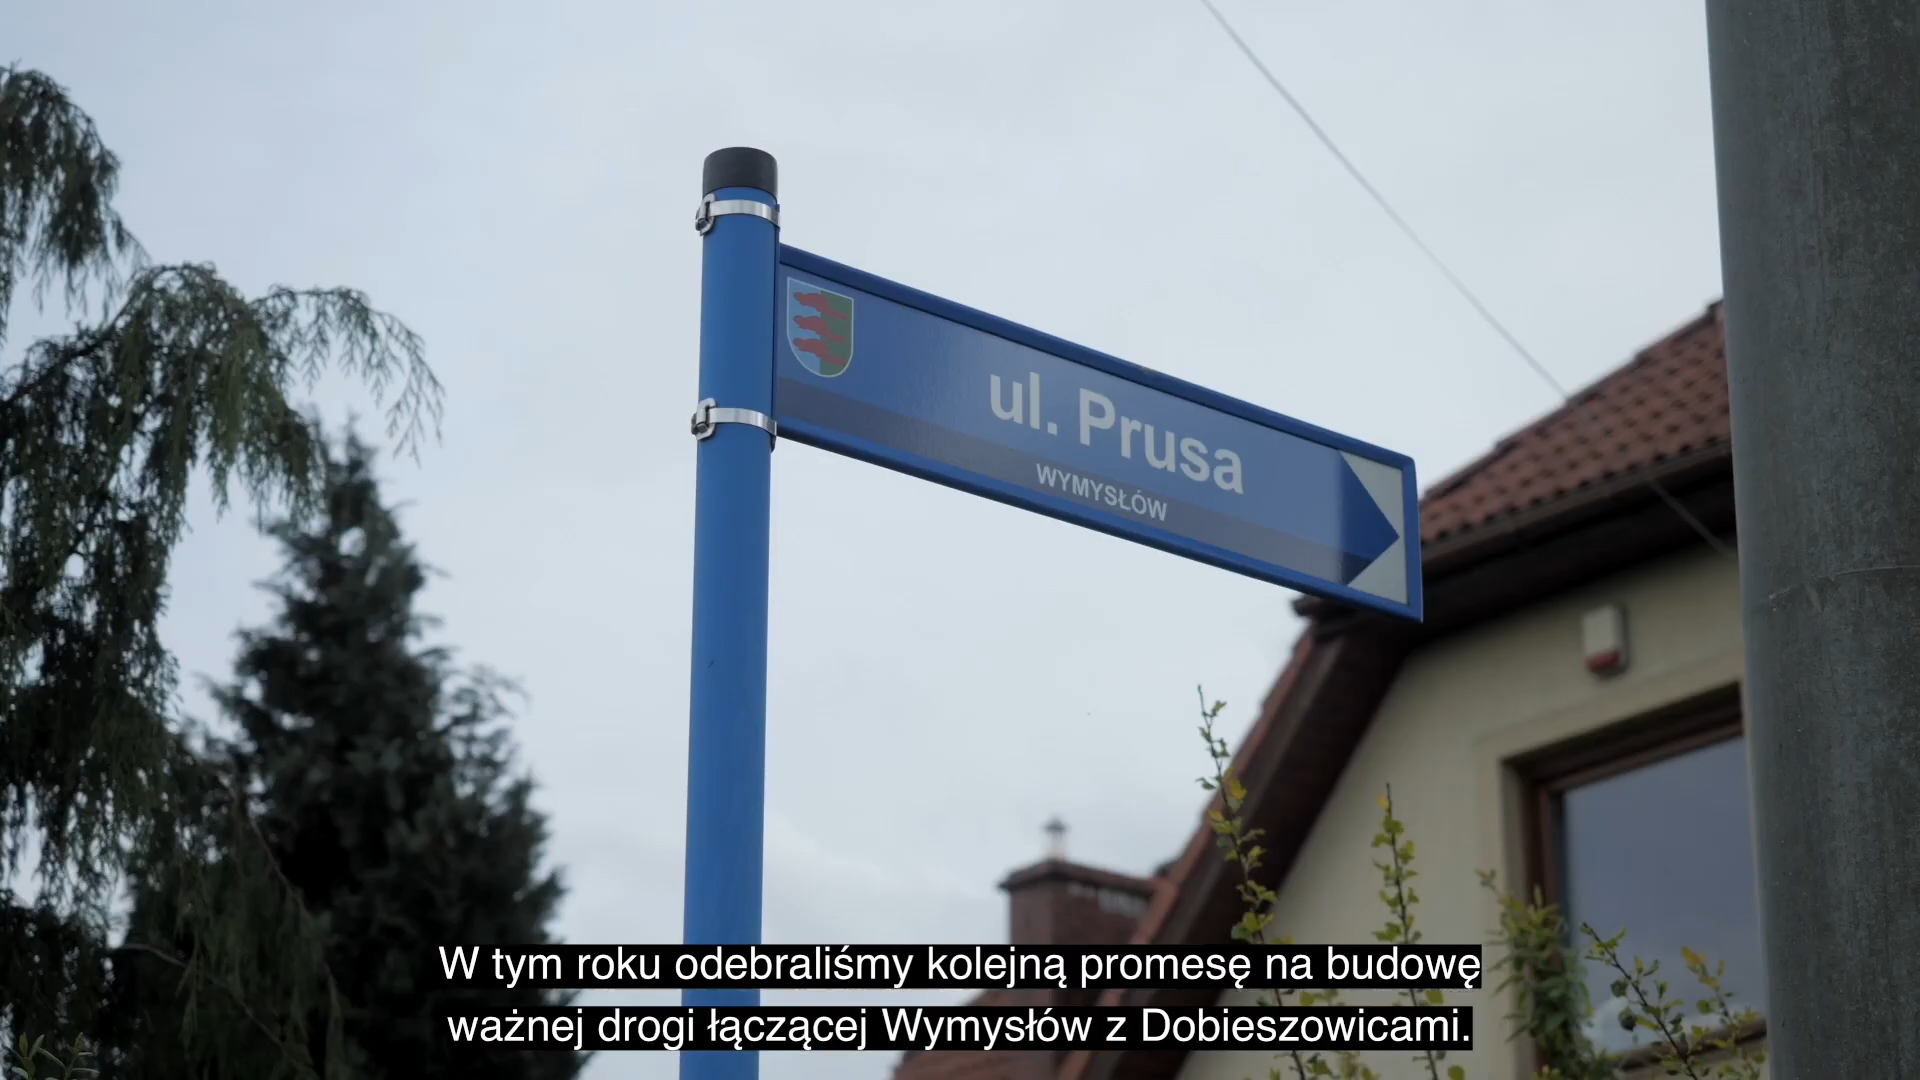 ul. Prusa
WYMYSŁÓW
W tym roku odebraliśmy kolejną promesę na budowę
ważnej drogi łączącej Wymysłów z Dobieszowicami.